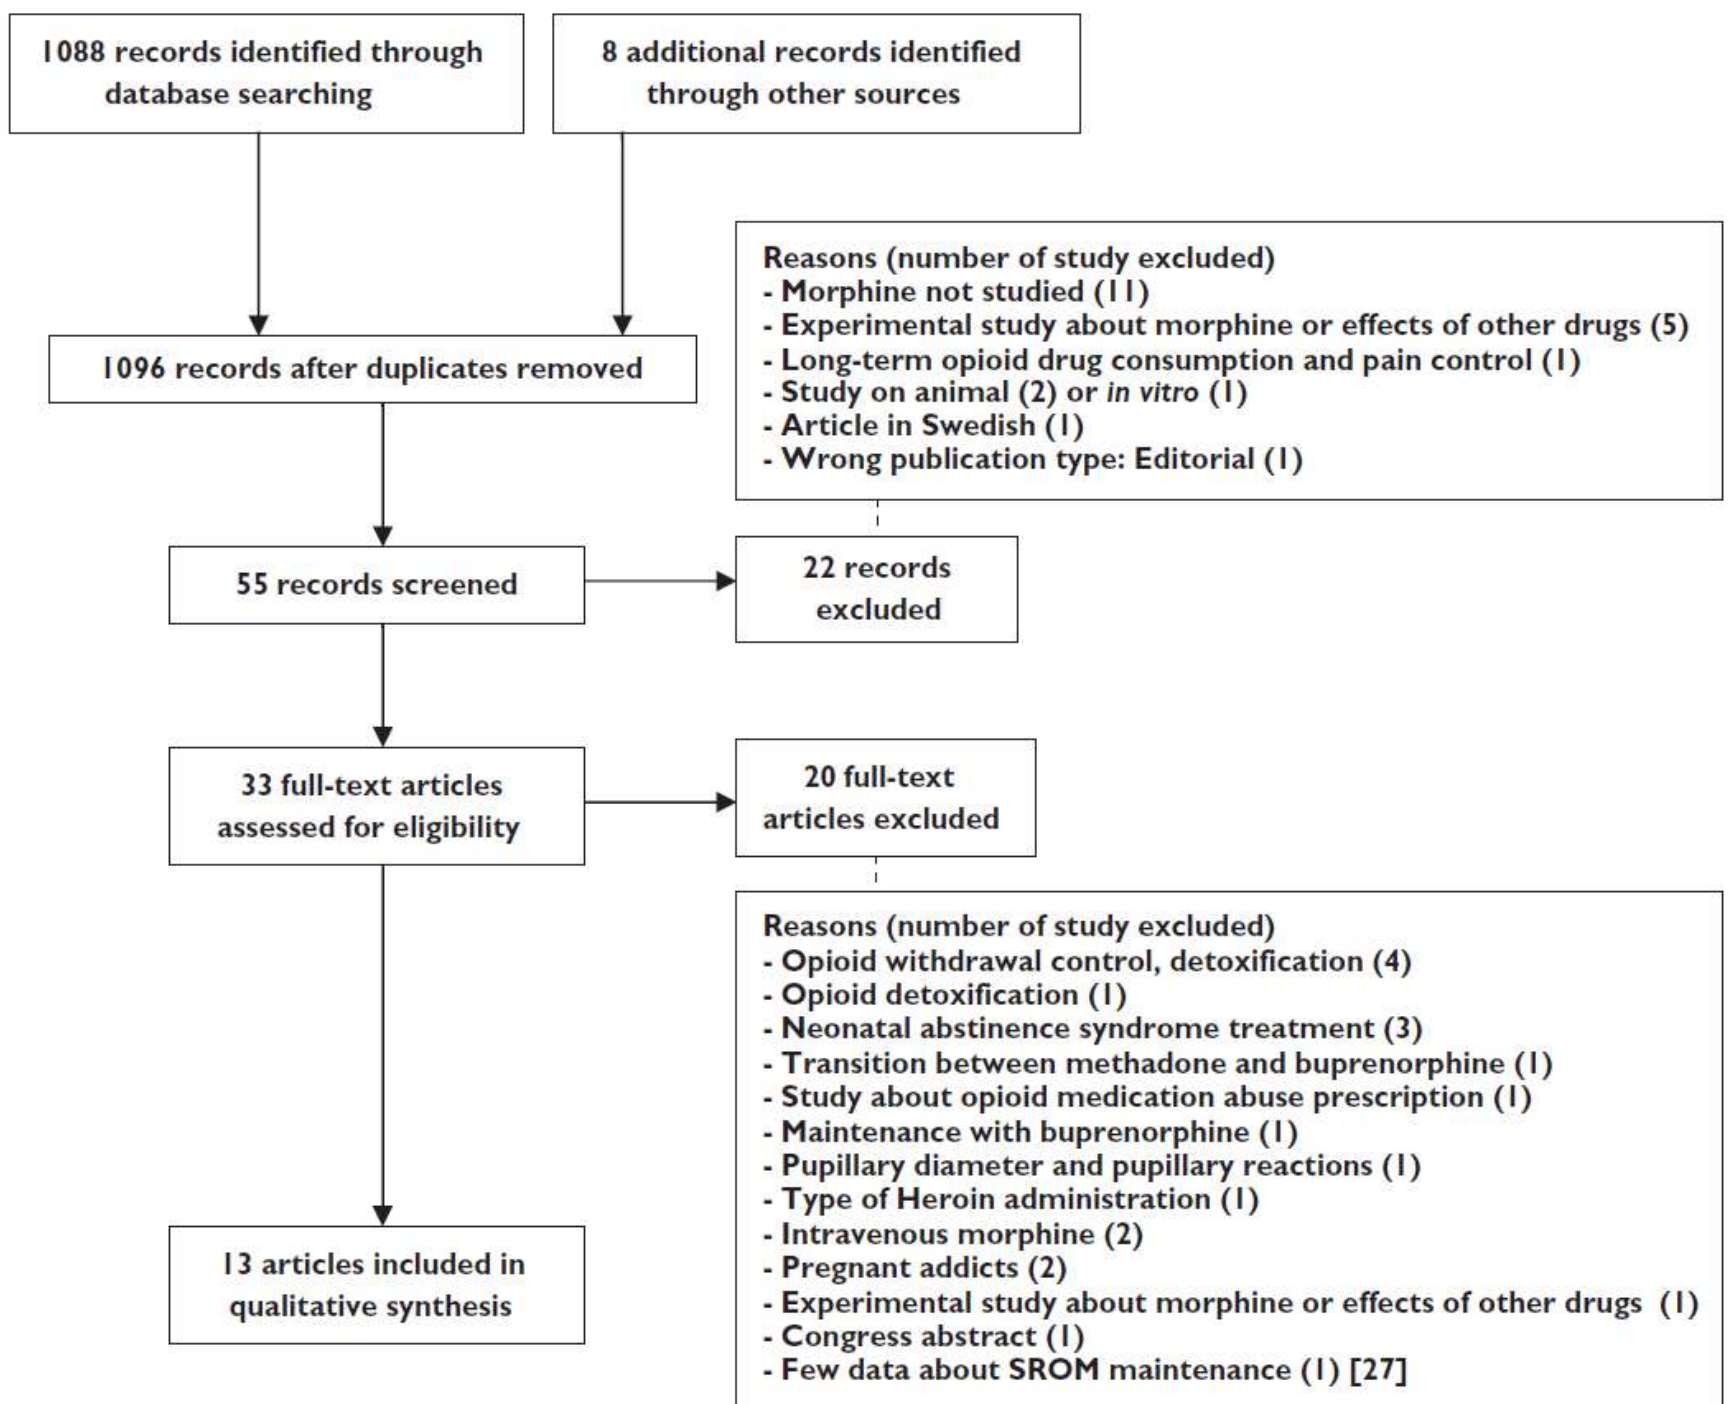 1088 records identified through
database searching
8 additional records identified
through other sources
1096 records after duplicates removed
Reasons (number of study excluded)
- Morphine not studied (11)
- Experimental study about morphine or effects of other drugs (5)
- Long-term opioid drug consumption and pain control (1)
- Study on animal (2) or in vitro (1)
- Article in Swedish (1)
- Wrong publication type: Editorial (1)
55 records screened
22 records
excluded
33 full-text articles
assessed for eligibility
20 full-text
articles excluded
Reasons (number of study excluded)
- Opioid withdrawal control, detoxification (4)
- Opioid detoxification (1)
- Neonatal abstinence syndrome treatment (3)
- Transition between methadone and buprenorphine (1)
- Study about opioid medication abuse prescription (1)
- Maintenance with buprenorphine (1)
- Pupillary diameter and pupillary reactions (1)
- Type of Heroin administration (1)
- Intravenous morphine (2)
- Pregnant addicts (2)
- Experimental study about morphine or effects of other drugs (1)
- Congress abstract (1)
- Few data about SROM maintenance (1) [27]
13 articles included in
qualitative synthesis